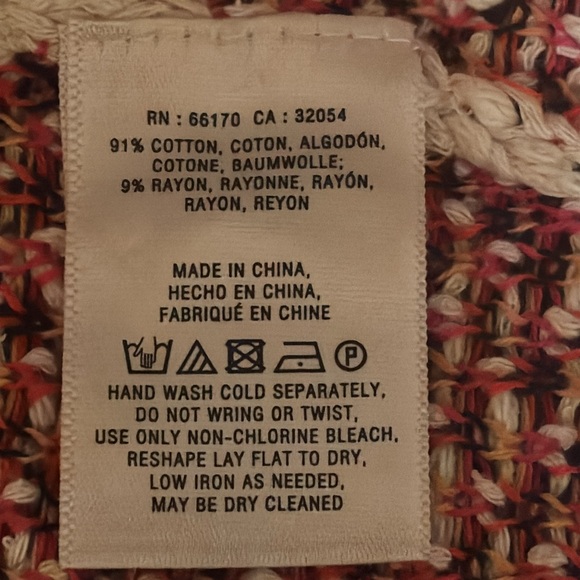 RN : 66170 CA : 32054
91% COTTON, COTON, ALGODÓN,
COTONE, BAUMWOLLE;
9% RAYON, RAYONNE, RAYÓN,
RAYON, REYON
MADE IN CHINA,
HECHO EN CHINA,
FABRIQUÉ EN CHINE
P
HAND WASH COLD SEPARATELY,
DO NOT WRING OR TWIST,
USE ONLY NON-CHLORINE BLEACH.
RESHAPE LAY FLAT TO DRY,
LOW IRON AS NEEDED,
MAY BE DRY CLEANED